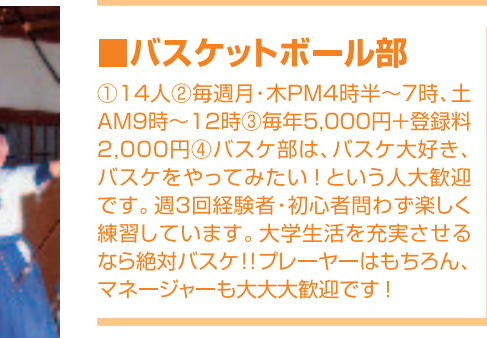 ■バスケットボール部
①14人②毎週月・木PM4時半～7時、土
AM9時～12時③毎年5,000円＋登録料
2,000円④バスケ部は、バスケ大好き、
バスケをやってみたい！という人大歓迎
です。週3回経験者・初心者問わず楽しく
練習しています。大学生活を充実させる
なら絶対バスケ!!プレーヤーはもちろん、
マネージャーも大大大歓迎です！